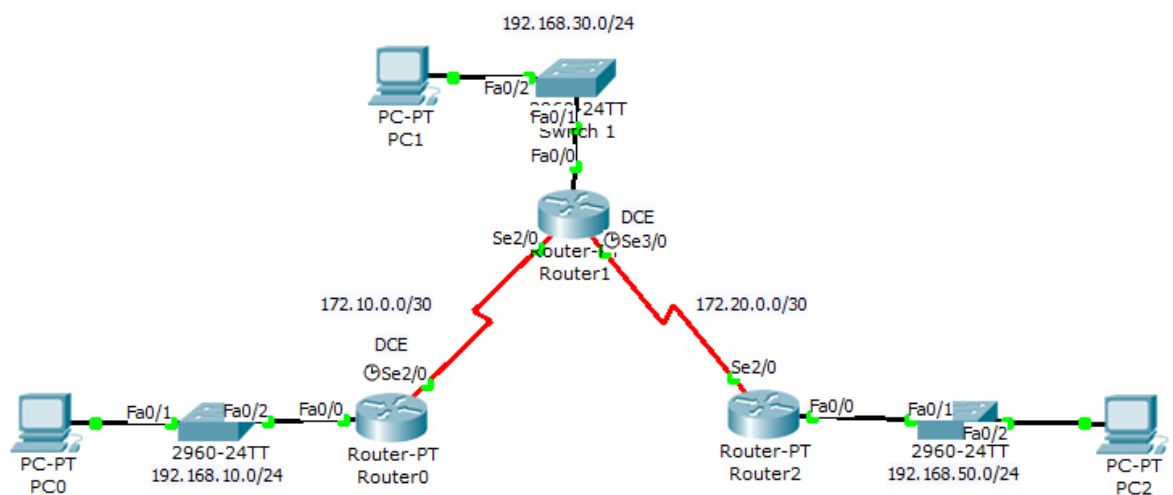 192.168.30.0/24
Fa0/2
PC-PT
PC1
2960-24TT
Fa0/1
Switch 1
Fa0/0
DCE
Se2/0
Se3/0
Router1
172.10.0.0/30
172.20.0.0/30
DCE
Se2/0
Se2/0
Fa0/1
Fa0/2
Fa0/0
PC-PT
PC0
2960-24TT
192.168.10.0/24
Router-PT
Router0
Fa0/0
Fa0/1
Fa0/2
Router-PT
Router2
2960-24TT
192.168.50.0/24
PC-PT
PC2